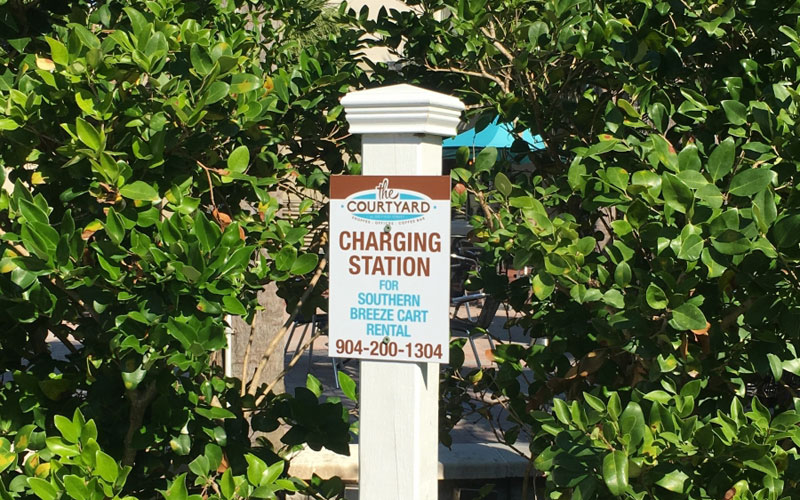 the
COURTYARD
CHARGING
STATION
FOR
SOUTHERN
BREEZE CART
RENTAL
904-200-1304